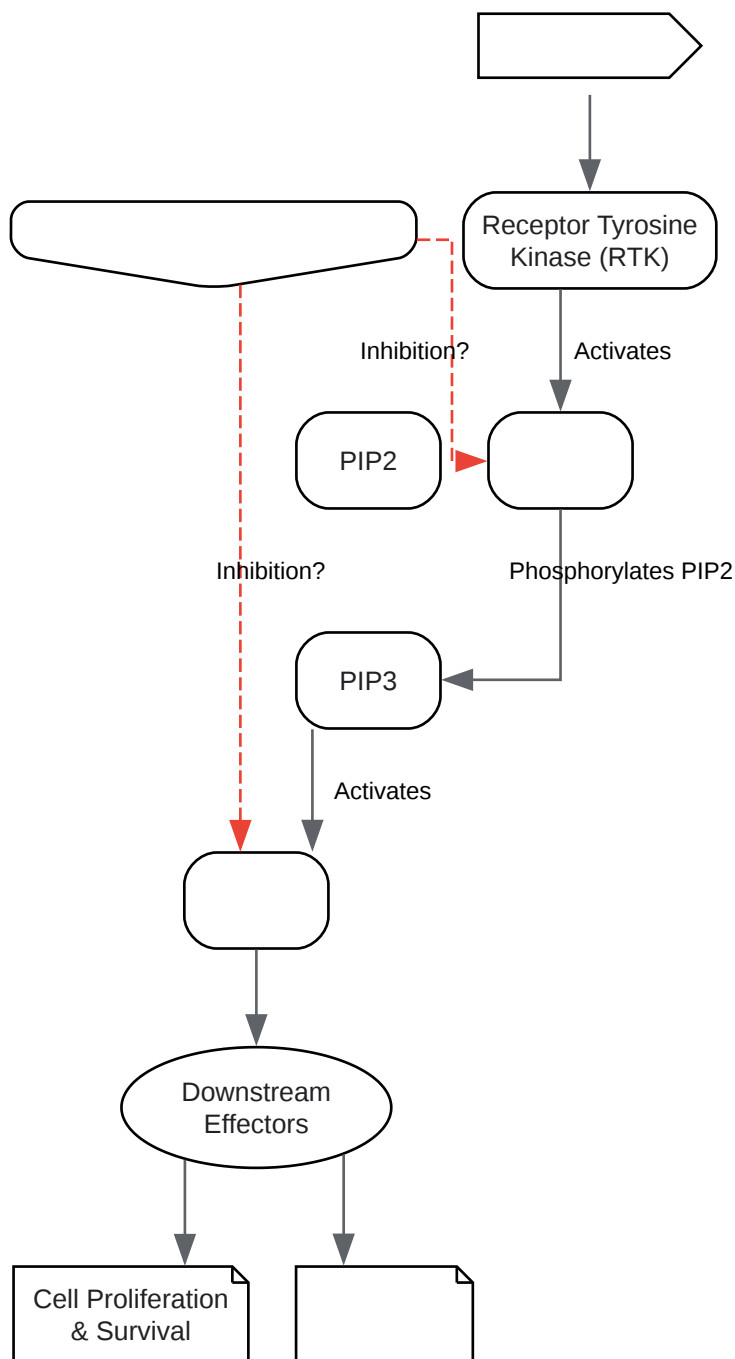 Receptor Tyrosine
Kinase (RTK)
Inhibition?
Activates
PIP2
Inhibition?
Phosphorylates PIP2
PIP3
Activates
Downstream
Effectors
Cell Proliferation
& Survival